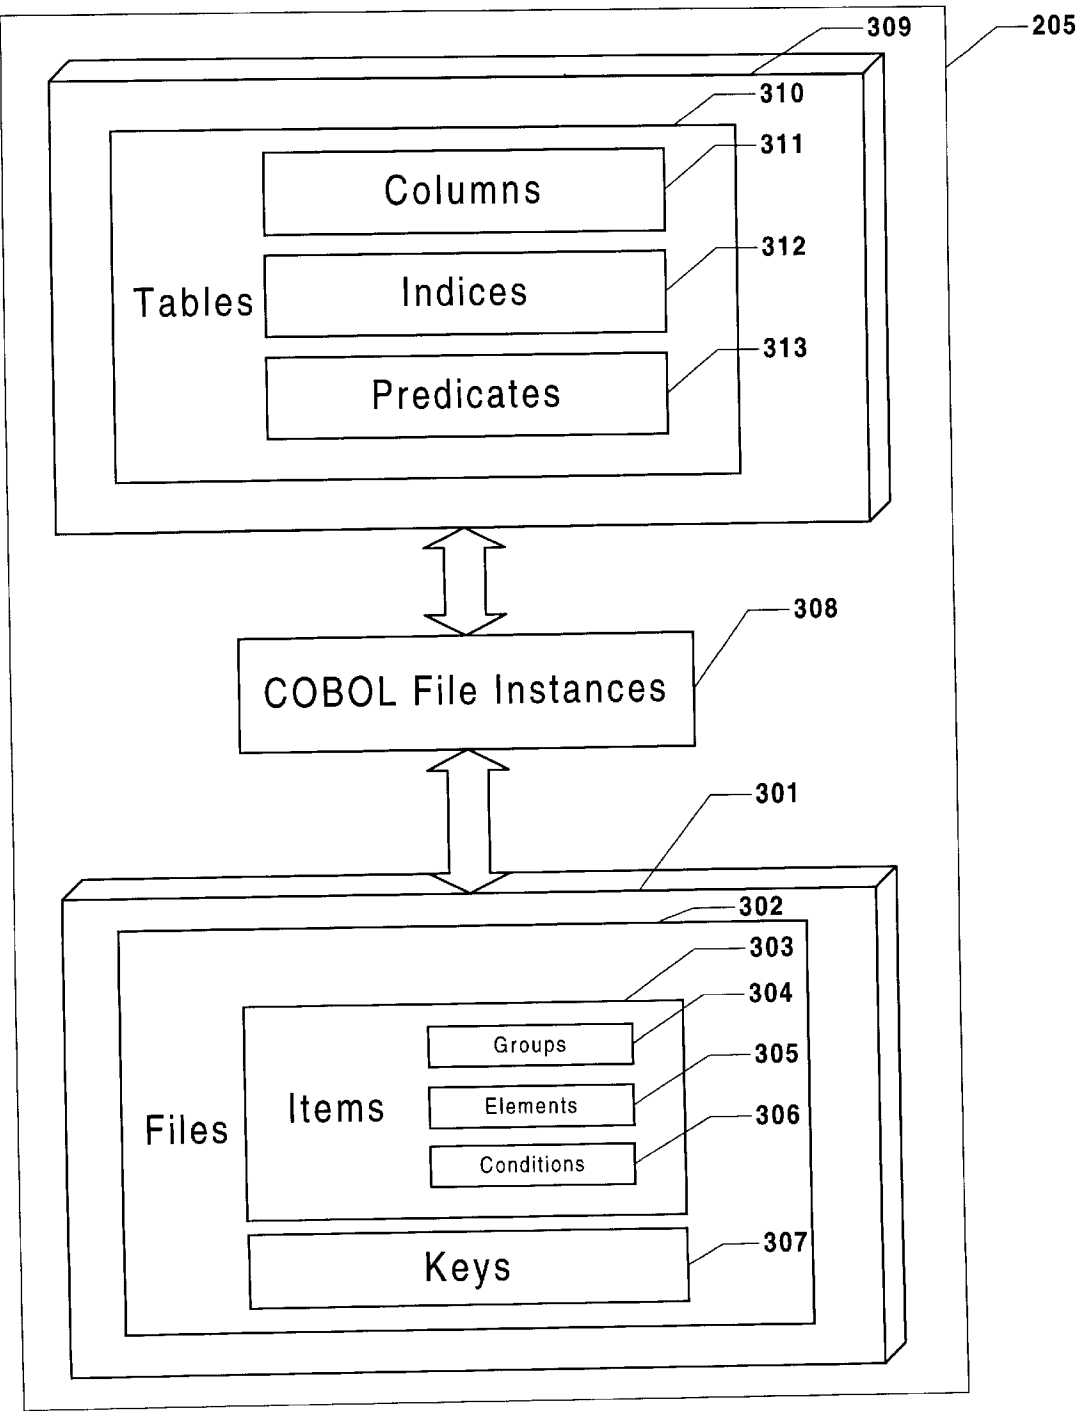 205
309
310
311
Columns
312
Indices
Tables
313
Predicates
308
COBOL File Instances
301
302
303
304
Groups
305
Elements
Items
306
Files
Conditions
307
Keys